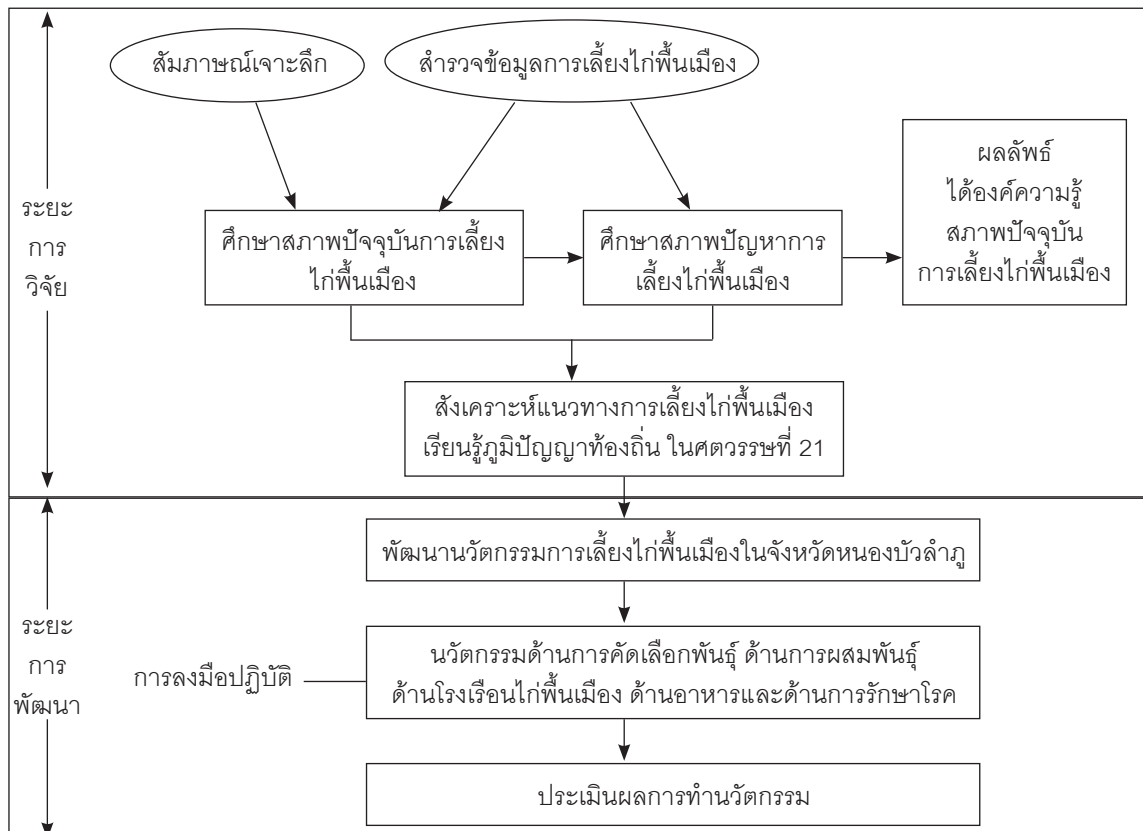 สัมภาษณ์เจาะลึก
สำรวจข้อมูลการเลี้ยงไก่พื้นเมือง
ระยะ
การ
วิจัย
ศึกษาสภาพปัจจุบันการเลี้ยง
ไก่พื้นเมือง
ศึกษาสภาพปัญหาการ
เลี้ยงไก่พื้นเมือง
ผลลัพธ์
ได้องค์ความรู้
สภาพปัจจุบัน
การเลี้ยงไก่พื้นเมือง
สังเคราะห์แนวทางการเลี้ยงไก่พื้นเมือง
เรียนรู้ภูมิปัญญาท้องถิ่น ในศตวรรษที่ 21
ระยะ
การ
พัฒนา
พัฒนานวัตกรรมการเลี้ยงไก่พื้นเมืองในจังหวัดหนองบัวลำภู
การลงมือปฏิบัติ
นวัตกรรมด้านการคัดเลือกพันธุ์ ด้านการผสมพันธุ์
ด้านโรงเรือนไก่พื้นเมือง ด้านอาหารและด้านการรักษาโรค
ประเมินผลการทำนวัตกรรม